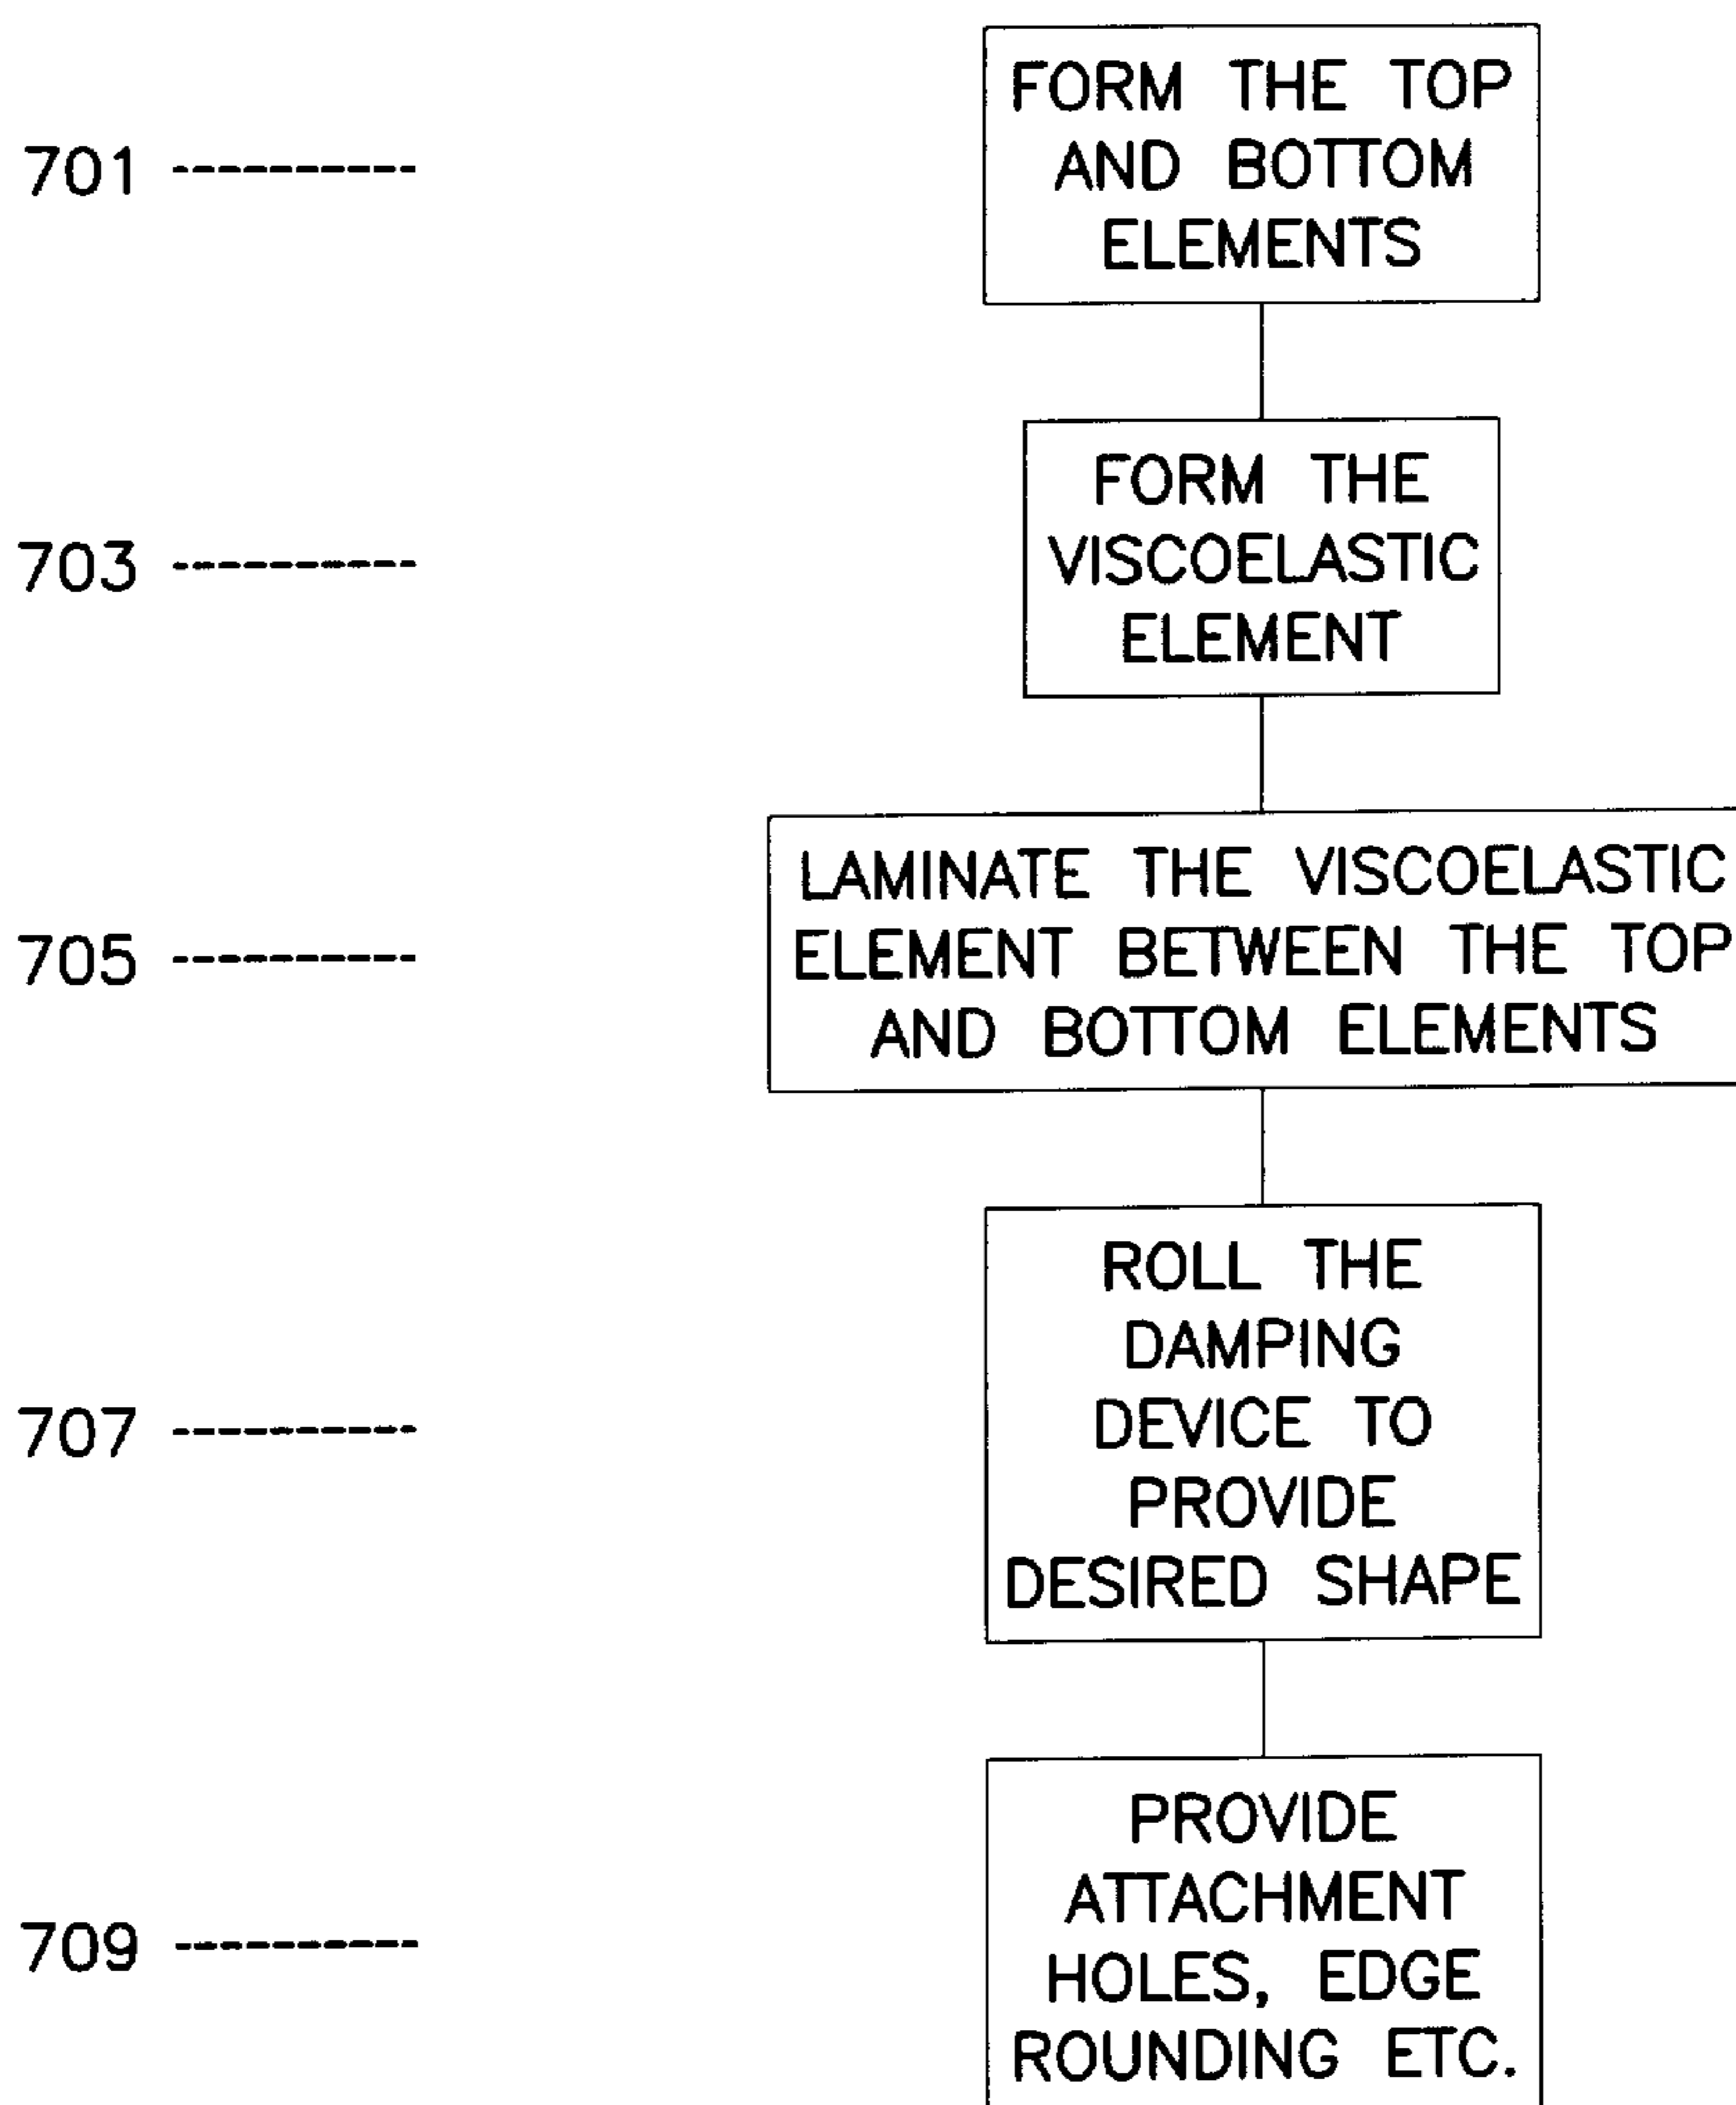 701
FORM THE TOP
AND BOTTOM
ELEMENTS
703
FORM THE
VISCOELASTIC
ELEMENT
705
LAMINATE THE VISCOELASTIC
ELEMENT BETWEEN THE TOP
AND BOTTOM ELEMENTS
707
ROLL THE
DAMPING
DEVICE TO
PROVIDE
DESIRED SHAPE
709
PROVIDE
ATTACHMENT
HOLES, EDGE
ROUNDING ETC.